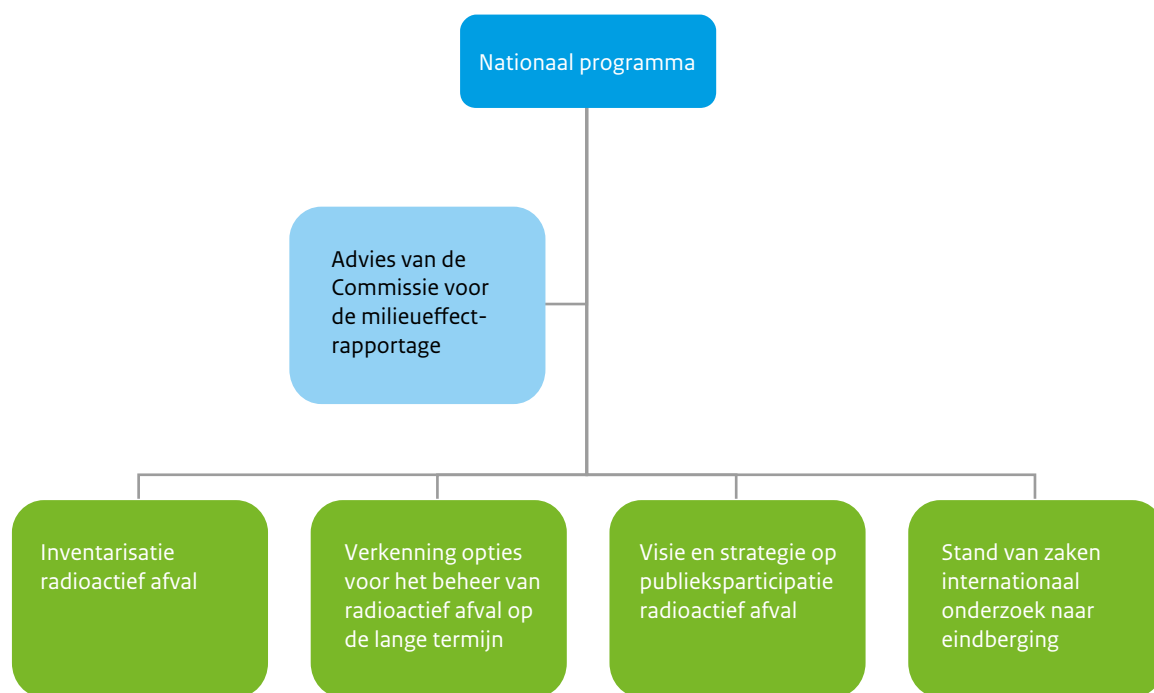 Nationaal programma
Advies van de
Commissie voor
de milieueffect-
rapportage
Inventarisatie
radioactief afval
Verkenning opties
voor het beheer van
radioactief afval op
de lange termijn
Visie en strategie op
publieksparticipatie
radioactief afval
Stand van zaken
internationaal
onderzoek naar
eindberging